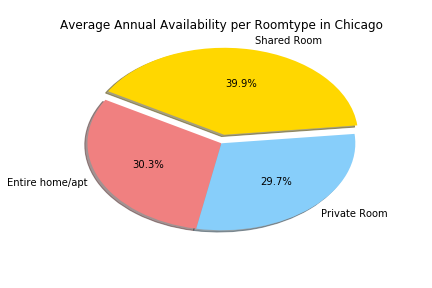 Average Annual Availability per Roomtype in Chicago
Shared Room
39.9%
30.3%
29.7%
Entire home/apt
Private Room